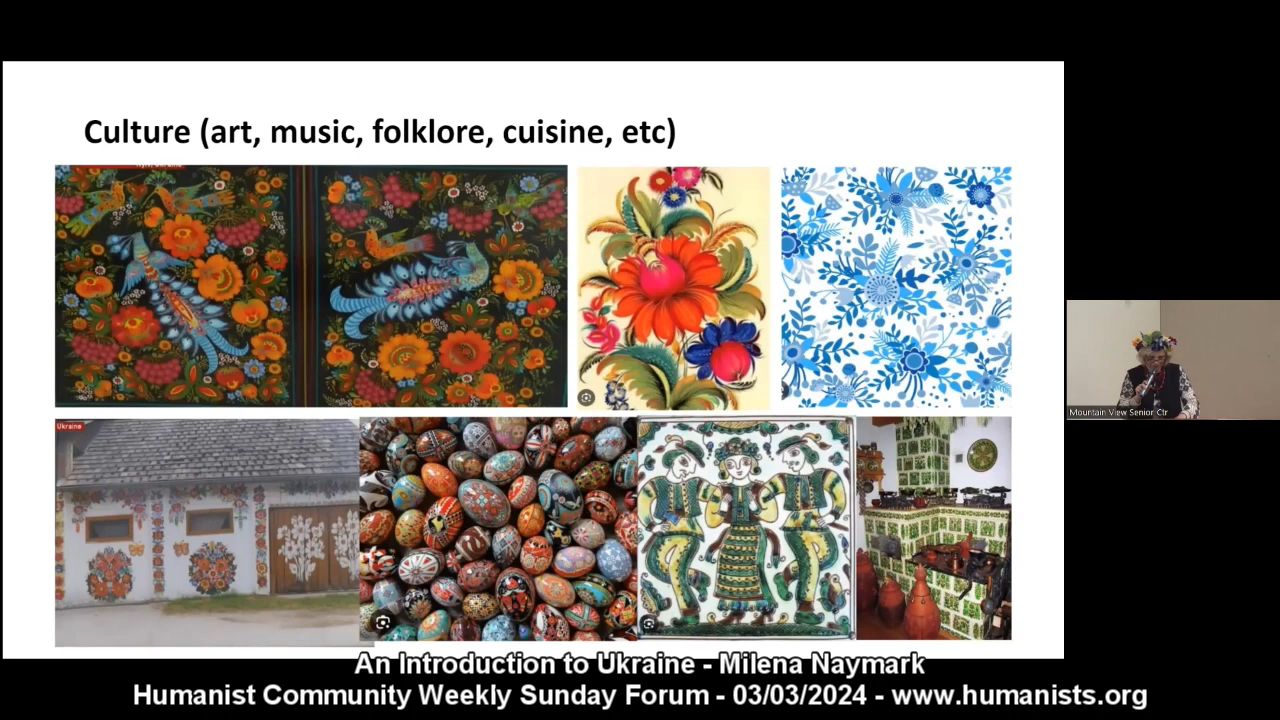 Culture (art, music, folklore, cuisine, etc)
Ukraine
Mountain View Senior Ctr
An Introduction to Ukraine - Milena Naymark
Humanist Community Weekly Sunday Forum - 03/03/2024 - www.humanists.org